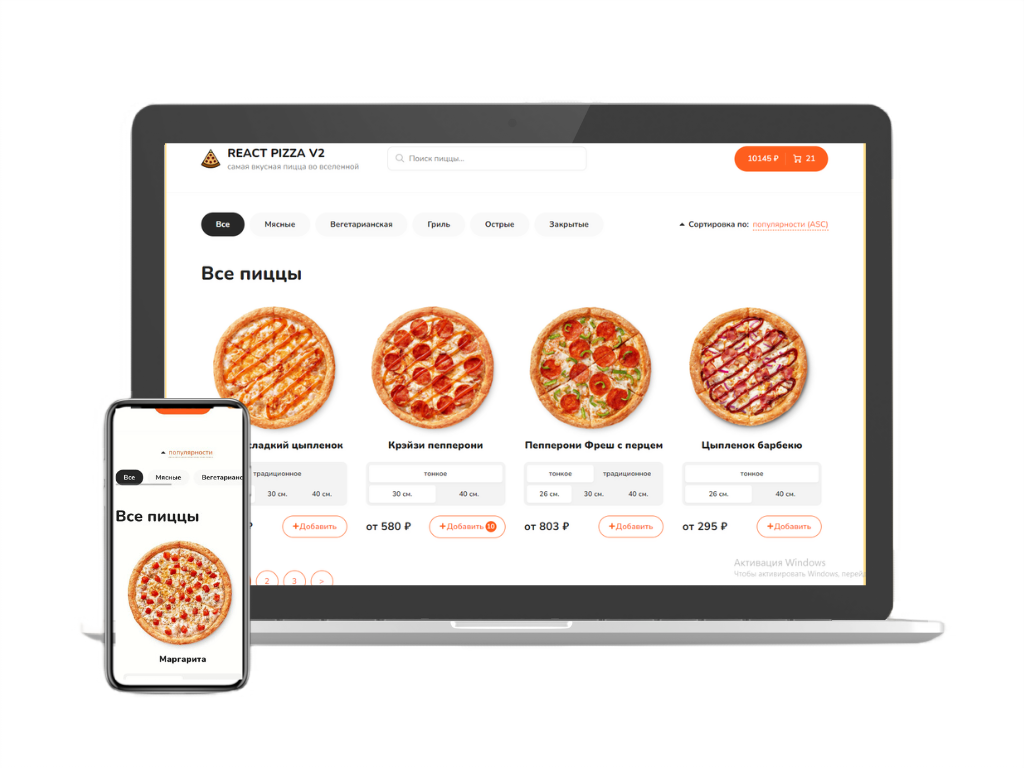 REACT PIZZA V2
самая вкусная пицца во вселенной
Поиск пиццы...
10145 ₽ 21
Все Мясные Вегетарианская Гриль Острые Закрытые
Сортировка по: популярности (ASC)
Все пиццы
сладкий цыпленок
традиционное
30 см. 40 см.
₽ +Добавить
Крэйзи пепперони
тонкое
30 см. 40 см.
от 580 ₽ +Добавить 10
Пепперони Фреш с перцем
тонкое традиционное
26 см. 30 см. 40 см.
от 803 ₽ +Добавить
Цыпленок барбекю
тонкое
26 см. 40 см.
от 295 ₽ +Добавить
2 3 >
Активация Windows
Чтобы активировать Windows, перей
популярности
Все Мясные Вегетариан
Все пиццы
Маргарита